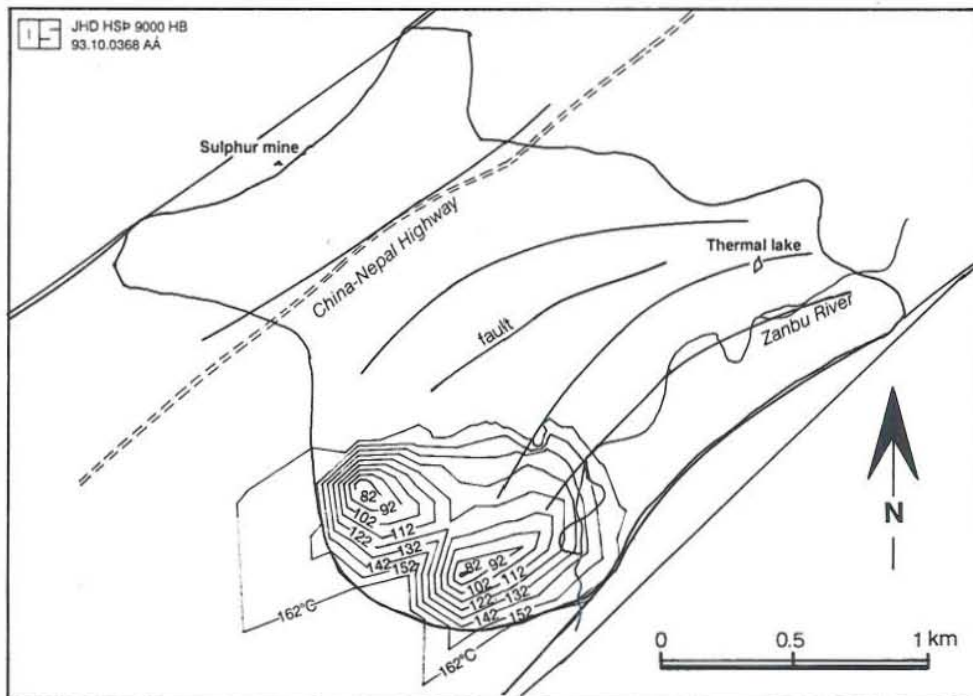 OS JHD HSÞ 9000 HB
93.10.0368 AÁ
Sulphur mine
China-Nepal Highway
Thermal lake
fault
Zanbu River
82
92
102
112
122
132
142
152
162°C
82
92
102
112
122
132
142
152
162°C
N
0 0.5 1 km